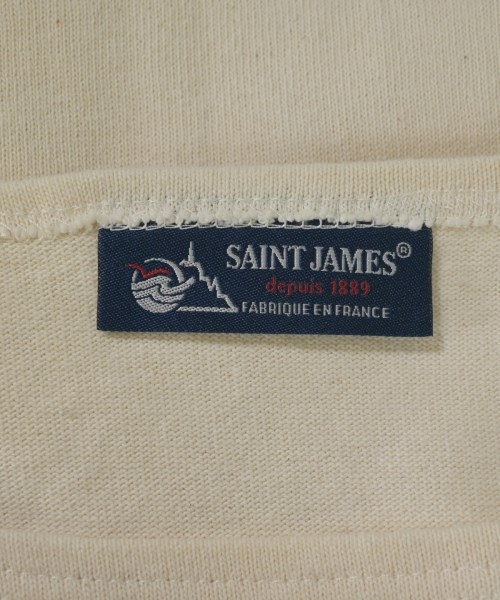 SAINT JAMES®
depuis 1889
FABRIQUE EN FRANCE